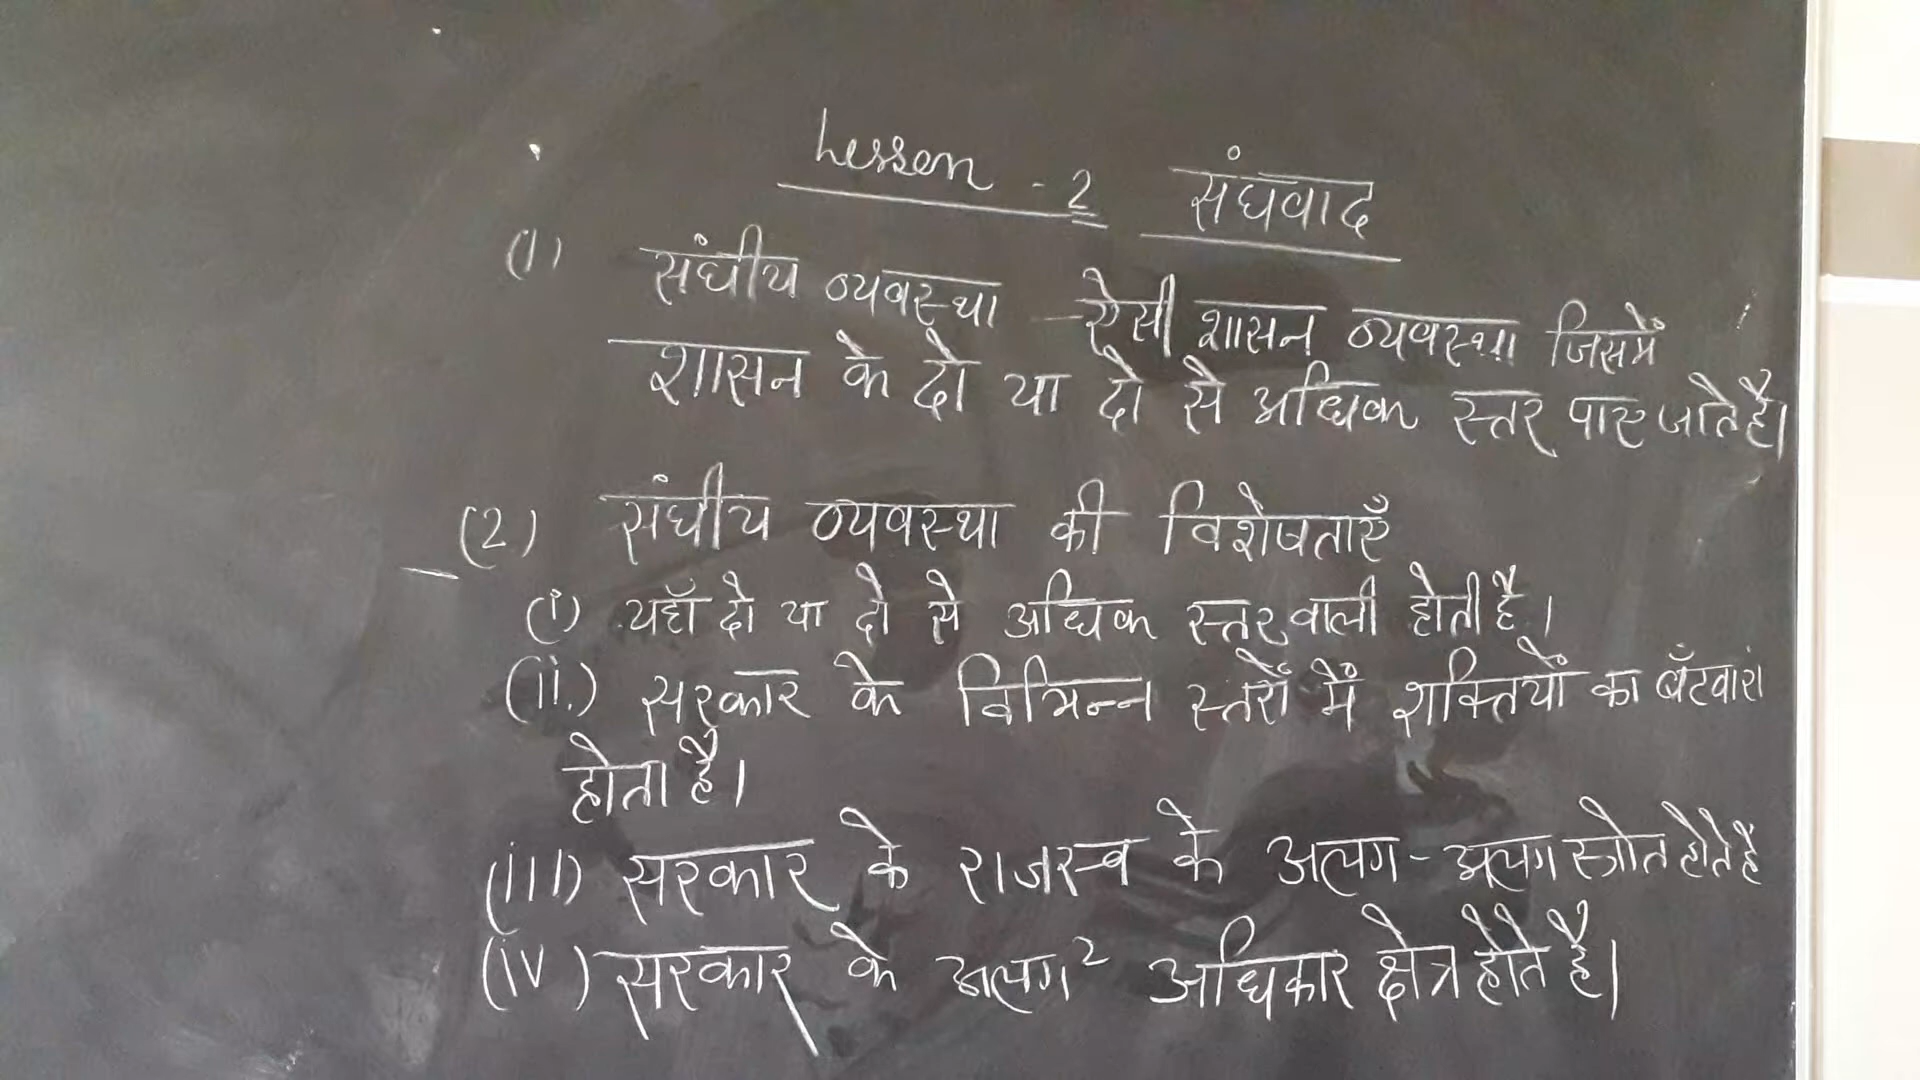 Lesson - 2 संघवाद
(1) संघीय व्यवस्था - ऐसी शासन व्यवस्था जिसमें
शासन के दो या दो से अधिक स्तर पाए जाते है।
(2) संघीय व्यवस्था की विशेषताएँ
(i) यहाँ दो या दो से अधिक स्तर वाली होती है।
(ii.) सरकार के विभिन्न स्तरों में शक्तियों का बँटवारा
होता है।
(iii) सरकार के राजस्व के अलग-अलग स्त्रोत होते है
(iv) सरकार के अलग² अधिकार क्षेत्र होते है।